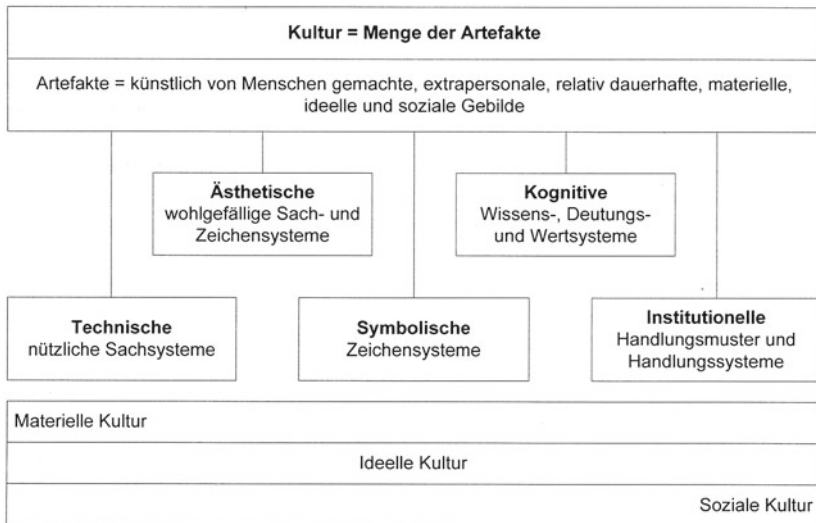 Kultur = Menge der Artefakte
Artefakte = künstlich von Menschen gemachte, extrapersonale, relativ dauerhafte, materielle,
ideelle und soziale Gebilde
Ästhetische
wohlgefällige Sach- und
Zeichensysteme
Kognitive
Wissens-, Deutungs-
und Wertsysteme
Technische
nützliche Sachsysteme
Symbolische
Zeichensysteme
Institutionelle
Handlungsmuster und
Handlungssysteme
Materielle Kultur
Ideelle Kultur
Soziale Kultur